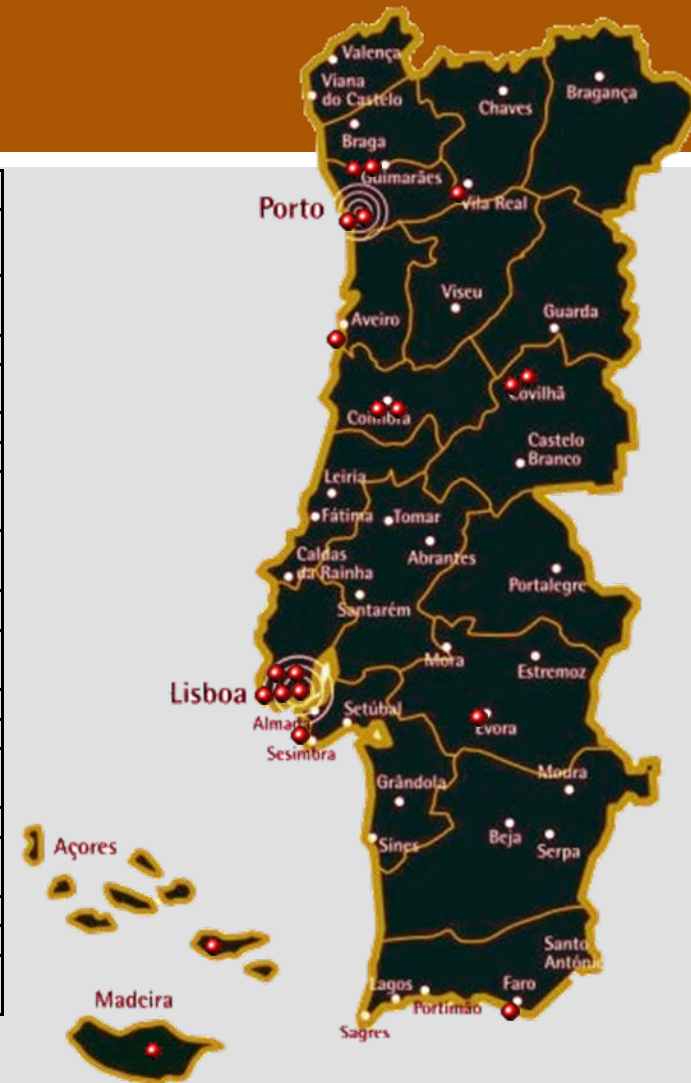 Valença
Viana
do Castelo
Chaves
Bragança
Braga
Guimarães
Porto
Vila Real
Viseu
Aveiro
Guarda
Covilhã
Coimbra
Castelo
Branco
Leiria
Fátima
Tomar
Abrantes
Caldas
da Rainha
Portalegre
Santarém
Mora
Estremoz
Lisboa
Setúbal
Almada
Évora
Sesimbra
Moura
Grândola
Beja
Sines
Serpa
Açores
Santo
António
Lagos
Faro
Madeira
Portimão
Sagres